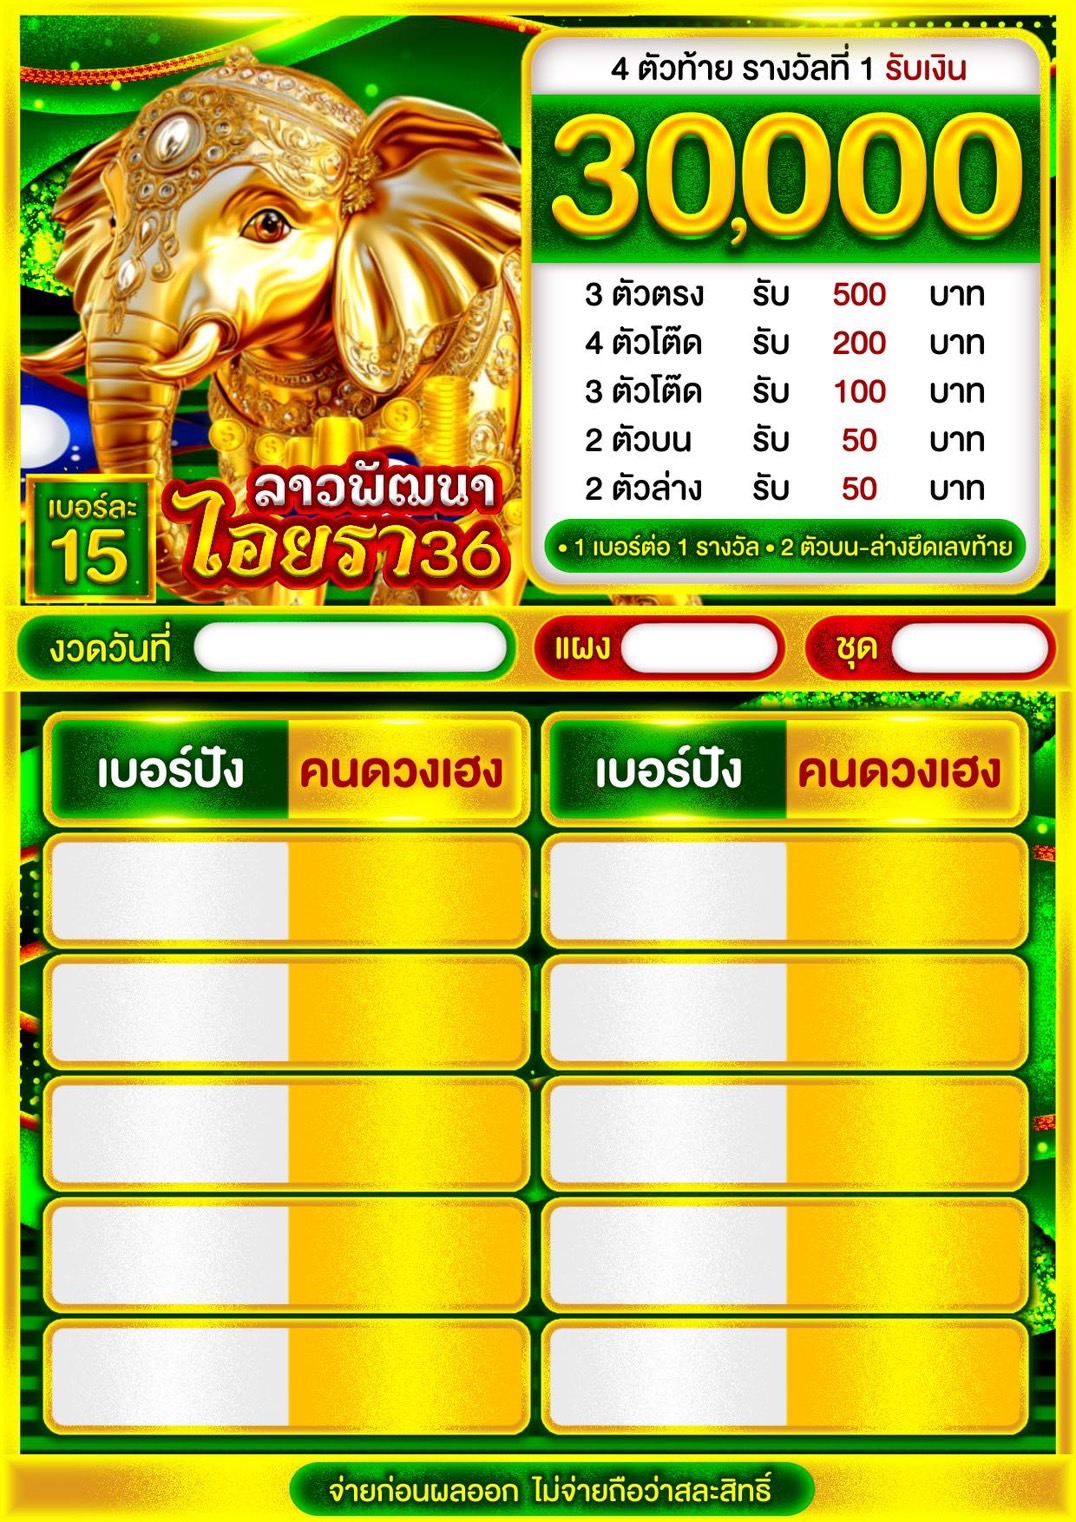 4 ตัวท้าย รางวัลที่ 1 รับเงิน
30,000
3 ตัวตรง รับ 500 บาท
4 ตัวโต๊ด รับ 200 บาท
3 ตัวโต๊ด รับ 100 บาท
2 ตัวบน รับ 50 บาท
2 ตัวล่าง รับ 50 บาท
• 1 เบอร์ต่อ 1 รางวัล • 2 ตัวบน-ล่างยึดเลขท้าย
ลาวพัฒนา
ไอยรา36
เบอร์ละ
15
งวดวันที่ แผง ชุด
เบอร์ปัง คนดวงเฮง เบอร์ปัง คนดวงเฮง
จ่ายก่อนผลออก ไม่จ่ายถือว่าสละสิทธิ์